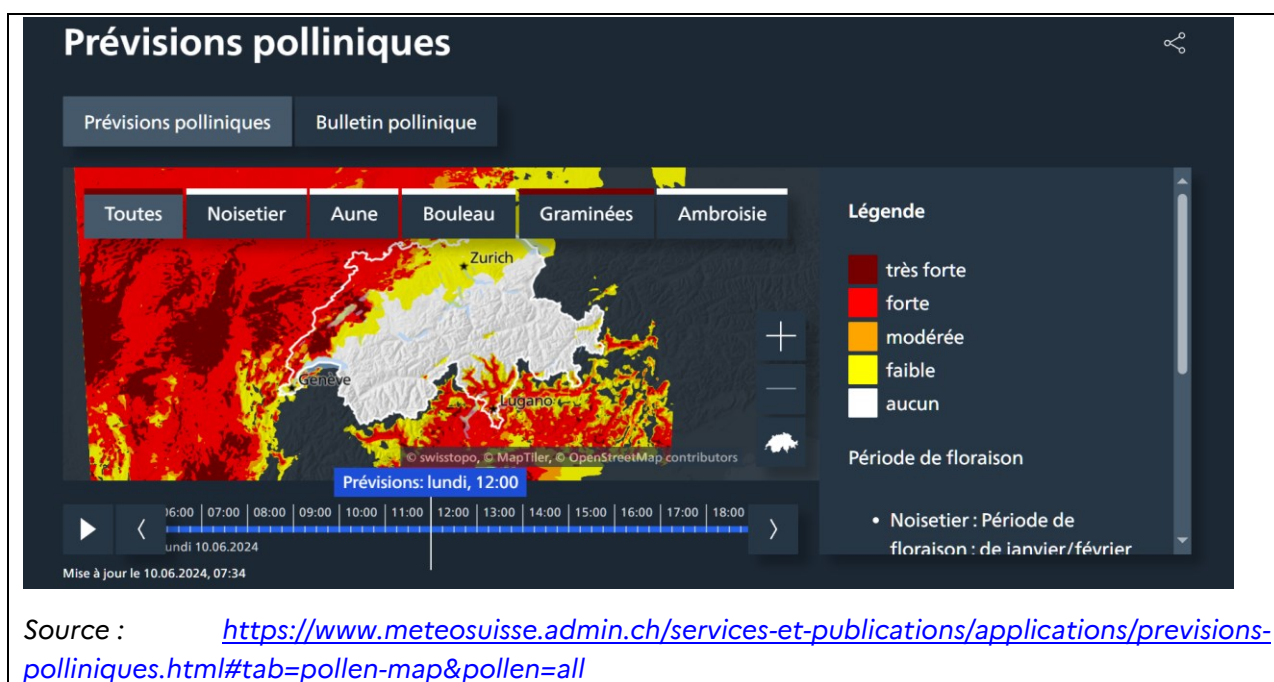 Prévisions polliniques
Prévisions polliniques
Bulletin pollinique
Toutes
Noisetier
Aune
Bouleau
Graminées
Ambroisie
Zurich
Genève
Lugano
© swisstopo, © MapTiler, © OpenStreetMap contributors
Légende
très forte
forte
modérée
faible
aucun
Période de floraison
• Noisetier : Période de
floraison : de janvier/février
Prévisions: lundi, 12:00
06:00 07:00 08:00 09:00 10:00 11:00 12:00 13:00 14:00 15:00 16:00 17:00 18:00
undi 10.06.2024
Mise à jour le 10.06.2024, 07:34
Source : https://www.meteosuisse.admin.ch/services-et-publications/applications/previsions-
polliniques.html#tab=pollen-map&pollen=all